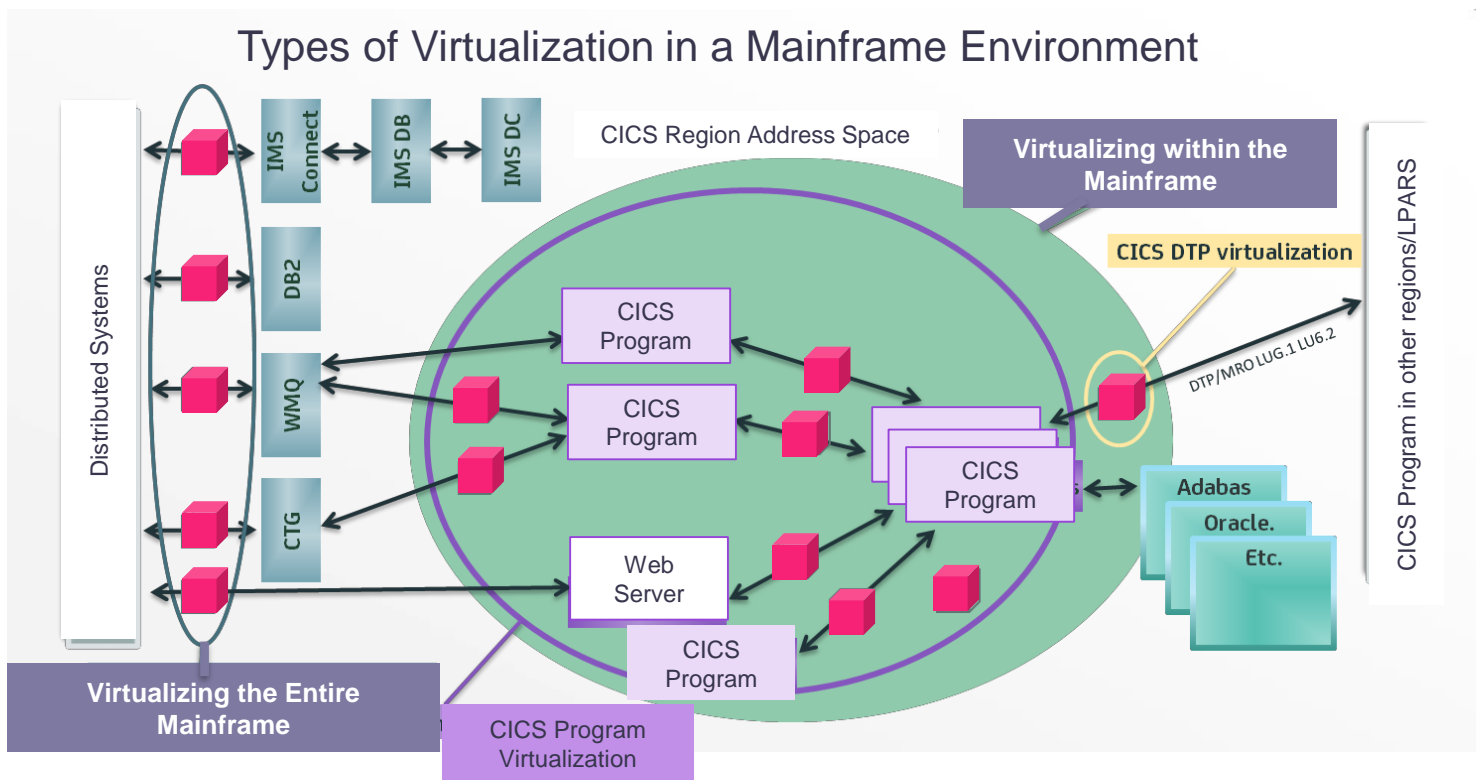 Types of Virtualization in a Mainframe Environment
Distributed Systems
IMS
Connect
IMS DB
IMS DC
DB2
WMQ
CTG
CICS Region Address Space
Virtualizing within the
Mainframe
CICS DTP virtualization
DTP/MRO LUG.1 LU6.2
CICS Program in other regions/LPARS
CICS
Program
CICS
Program
CICS
Program
Web
Server
CICS
Program
Adabas
Oracle.
Etc.
Virtualizing the Entire
Mainframe
CICS Program
Virtualization